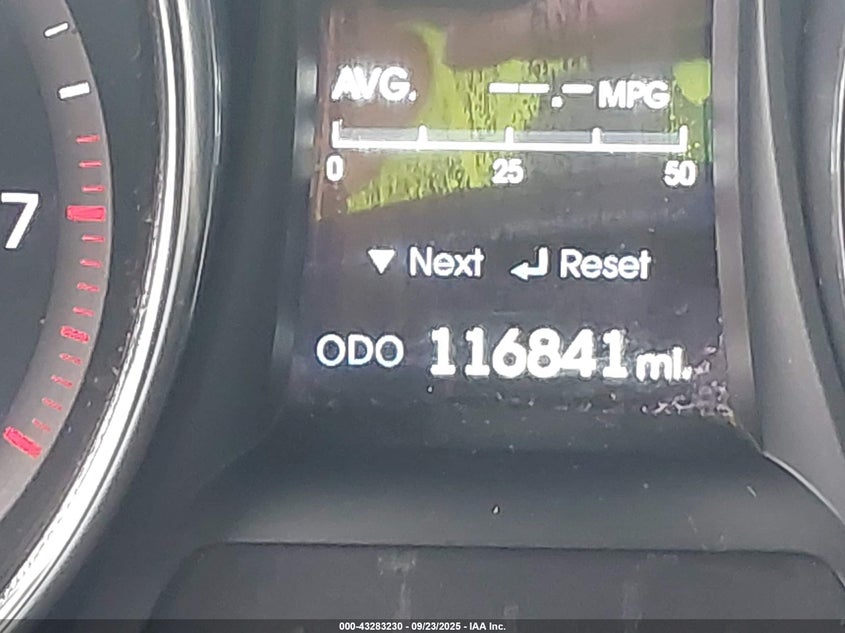 AVG. --.- MPG
0 25 50
7
▼ Next ↵ Reset
ODO 116841 mi.
000-43283230 - 09/23/2025 - IAA Inc.